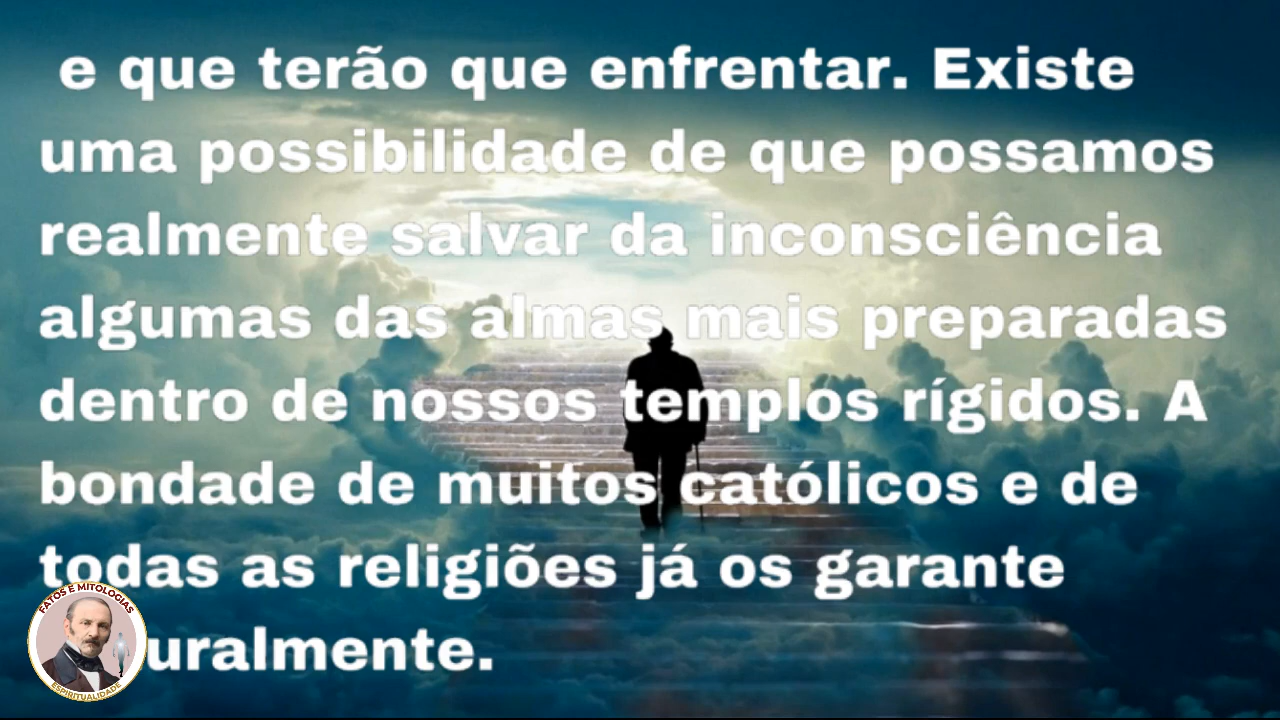 e que terão que enfrentar. Existe
uma possibilidade de que possamos
realmente salvar da inconsciência
algumas das almas mais preparadas
dentro de nossos templos rígidos. A
bondade de muitos católicos e de
todas as religiões já os garante
uralmente.
FATOS E MITOLOGIAS
ESPIRITUALIDADE